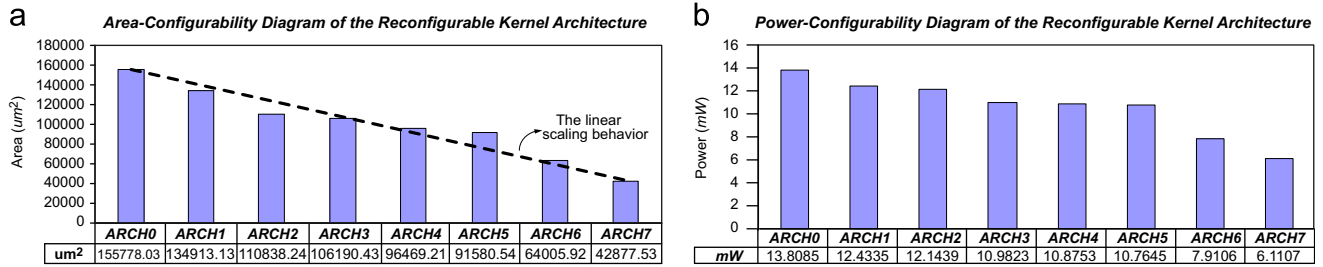 a
Area-Configurability Diagram of the Reconfigurable Kernel Architecture
180000
160000
140000
120000
100000
80000
60000
40000
20000
0
Area (um²)
The linear
scaling behavior
ARCH0 ARCH1 ARCH2 ARCH3 ARCH4 ARCH5 ARCH6 ARCH7
um² 155778.03 134913.13 110838.24 106190.43 96469.21 91580.54 64005.92 42877.53
b
Power-Configurability Diagram of the Reconfigurable Kernel Architecture
16
14
12
10
8
6
4
2
0
Power (mW)
ARCH0 ARCH1 ARCH2 ARCH3 ARCH4 ARCH5 ARCH6 ARCH7
mW 13.8085 12.4335 12.1439 10.9823 10.8753 10.7645 7.9106 6.1107